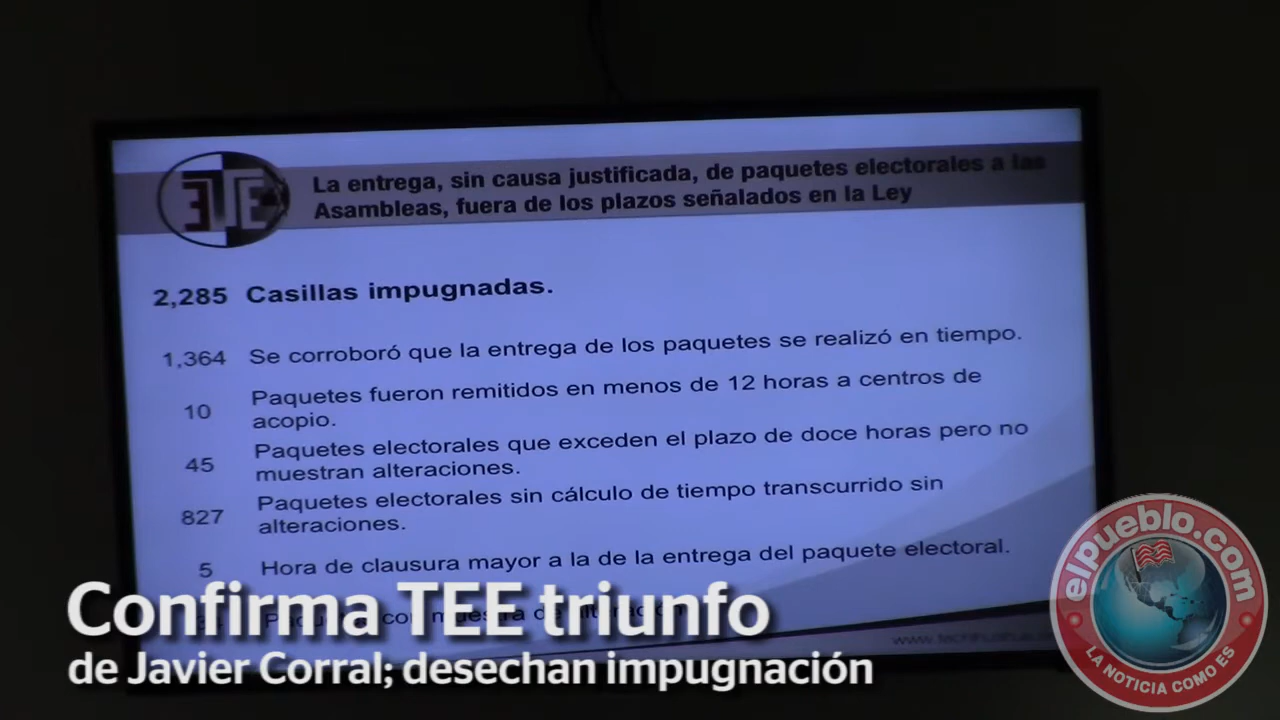 TEE
La entrega, sin causa justificada, de paquetes electorales a las
Asambleas, fuera de los plazos señalados en la Ley
2,285 Casillas impugnadas.
1,364 Se corroboró que la entrega de los paquetes se realizó en tiempo.
10 Paquetes fueron remitidos en menos de 12 horas a centros de
acopio.
45 Paquetes electorales que exceden el plazo de doce horas pero no
muestran alteraciones.
827 Paquetes electorales sin cálculo de tiempo transcurrido sin
alteraciones.
5 Hora de clausura mayor a la de la entrega del paquete electoral.
Confirma TEE triunfo
de Javier Corral; desechan impugnación
elpueblo.com
LA NOTICIA COMO ES